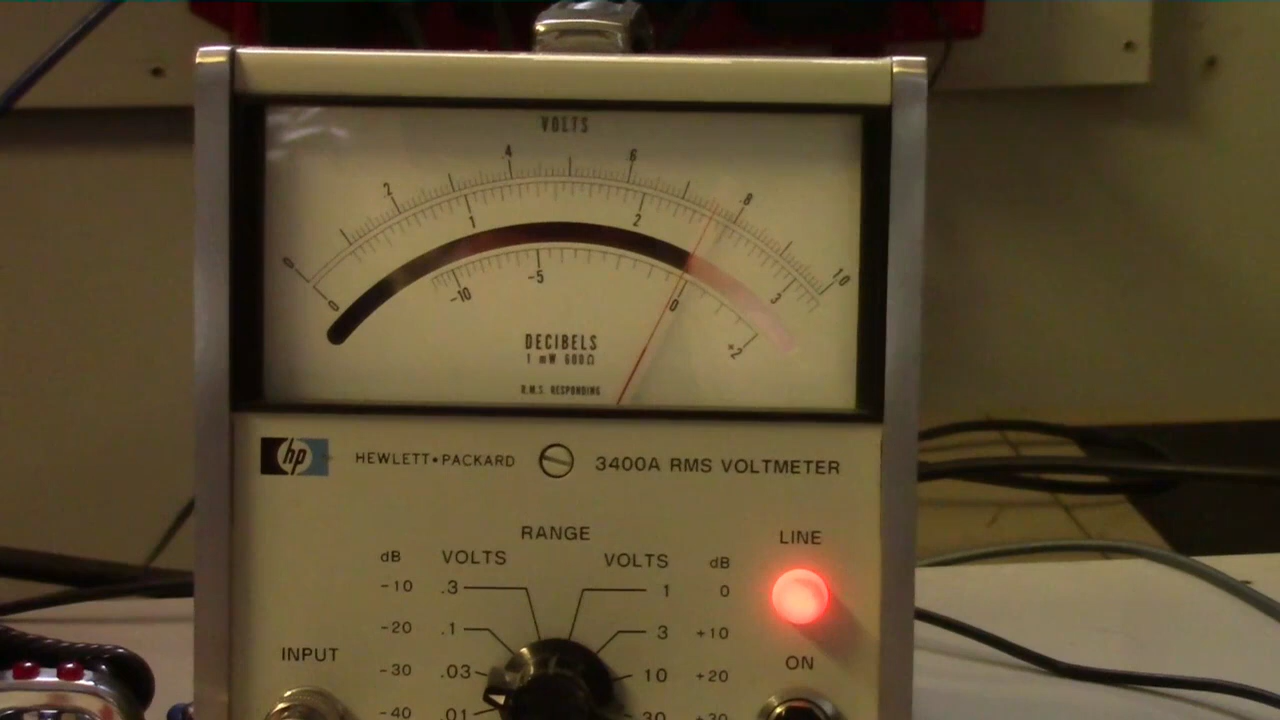 VOLTS
0 .2 .4 .6 .8 1.0
0 1 2 3
-10 -5 0 +2
DECIBELS
1 mW 600Ω
R.M.S. RESPONDING
hp HEWLETT•PACKARD 3400A RMS VOLTMETER
RANGE
LINE
dB VOLTS VOLTS dB
-10 .3 1 0
-20 .1 3 +10
INPUT
ON
-30 .03 10 +20
-40 .01 30 +30